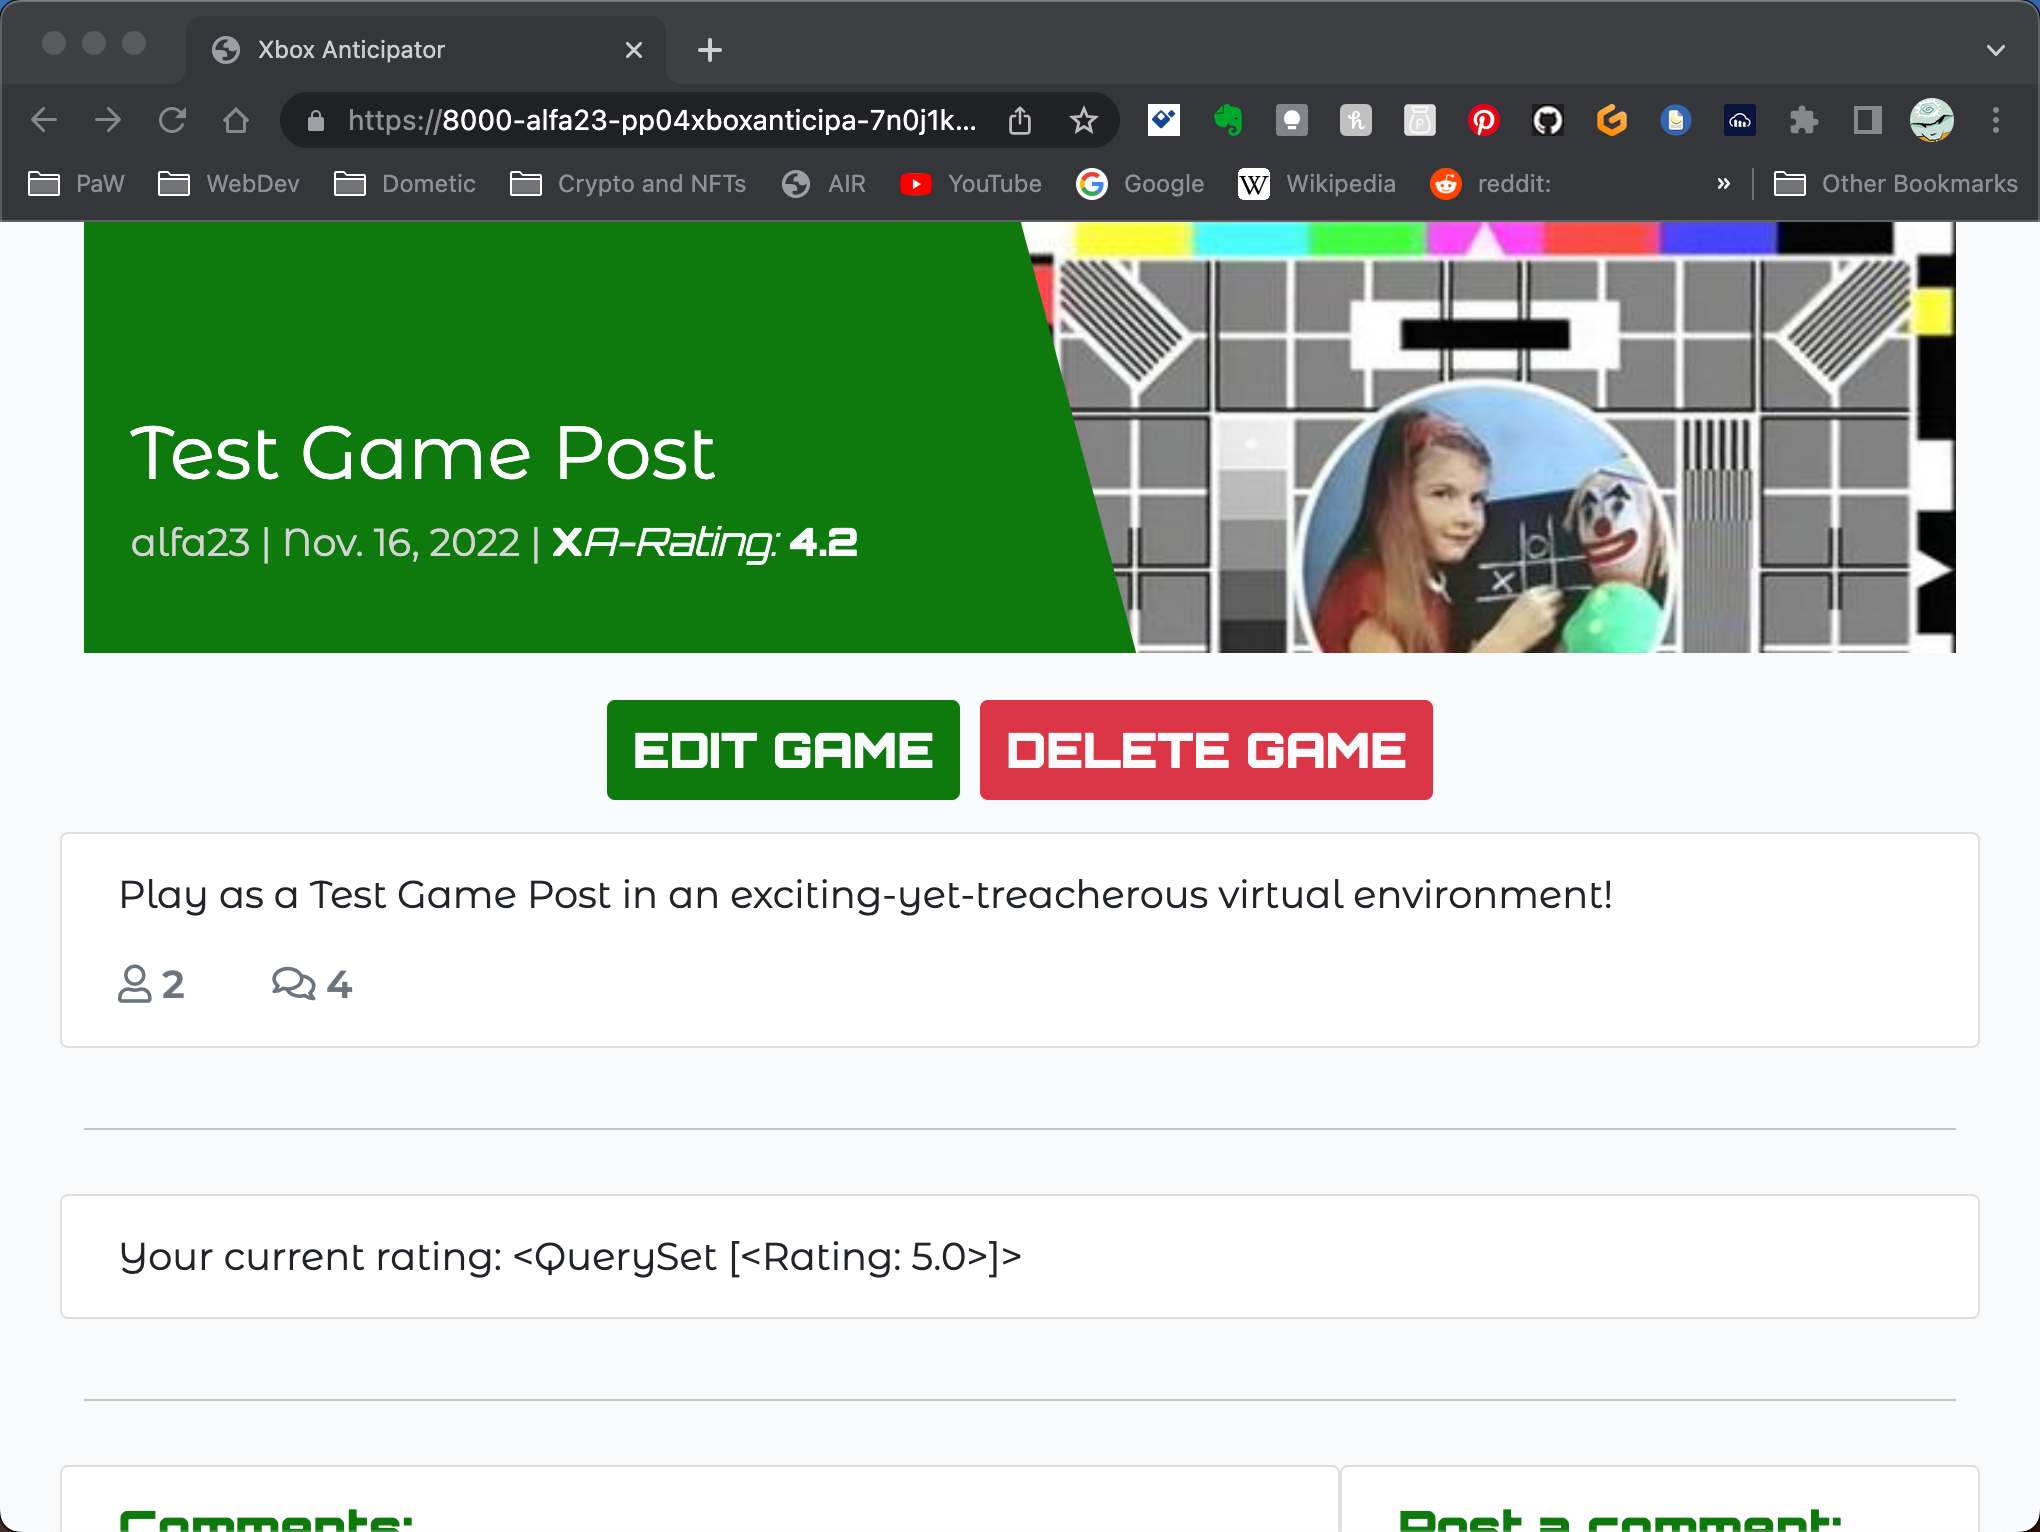 Xbox Anticipator
https://8000-alfa23-pp04xboxanticipa-7n0j1k...
PaW WebDev Dometic Crypto and NFTs AIR YouTube Google Wikipedia reddit: » Other Bookmarks
Test Game Post
alfa23 | Nov. 16, 2022 | XA-Rating: 4.2
EDIT GAME DELETE GAME
Play as a Test Game Post in an exciting-yet-treacherous virtual environment!
2 4
Your current rating: <QuerySet [<Rating: 5.0>]>
Comments: Post a comment: